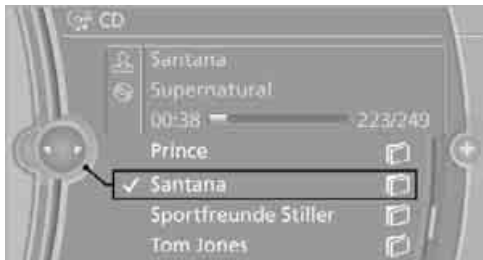 CD
Santana
Supernatural
00:38 223/249
Prince
Santana
Sportfreunde Stiller
Tom Jones